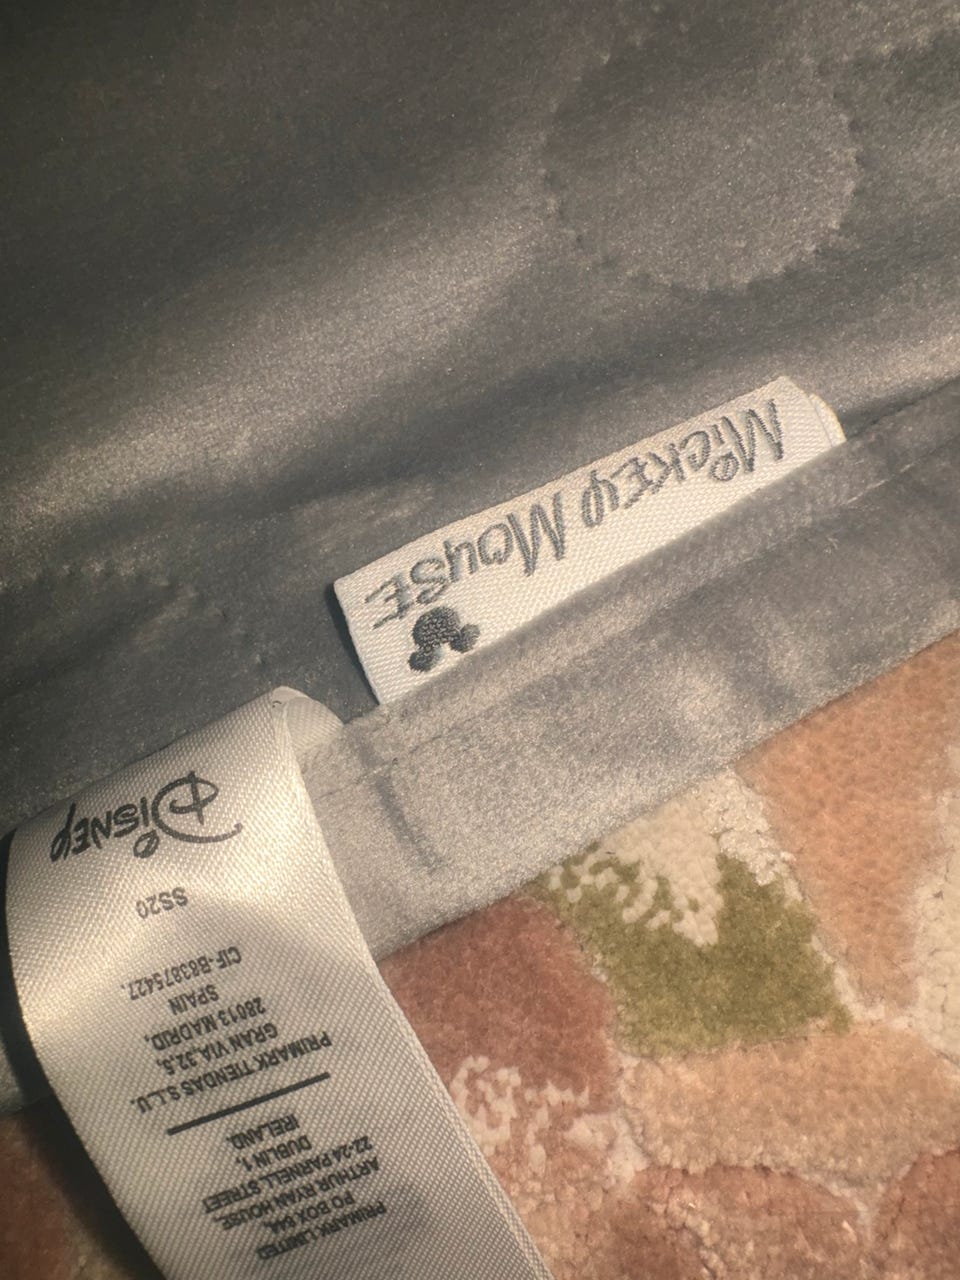 MICKEY MOUSE
PRIMARK LIMITED
PO BOX 644,
ARTHUR RYAN HOUSE,
22-24 PARNELL STREET
DUBLIN 1,
IRELAND.
PRIMARK TIENDAS S.L.U.
GRAN VIA,32,5,
28013 MADRID,
SPAIN
CIF-B83875427.
SS20
Disney